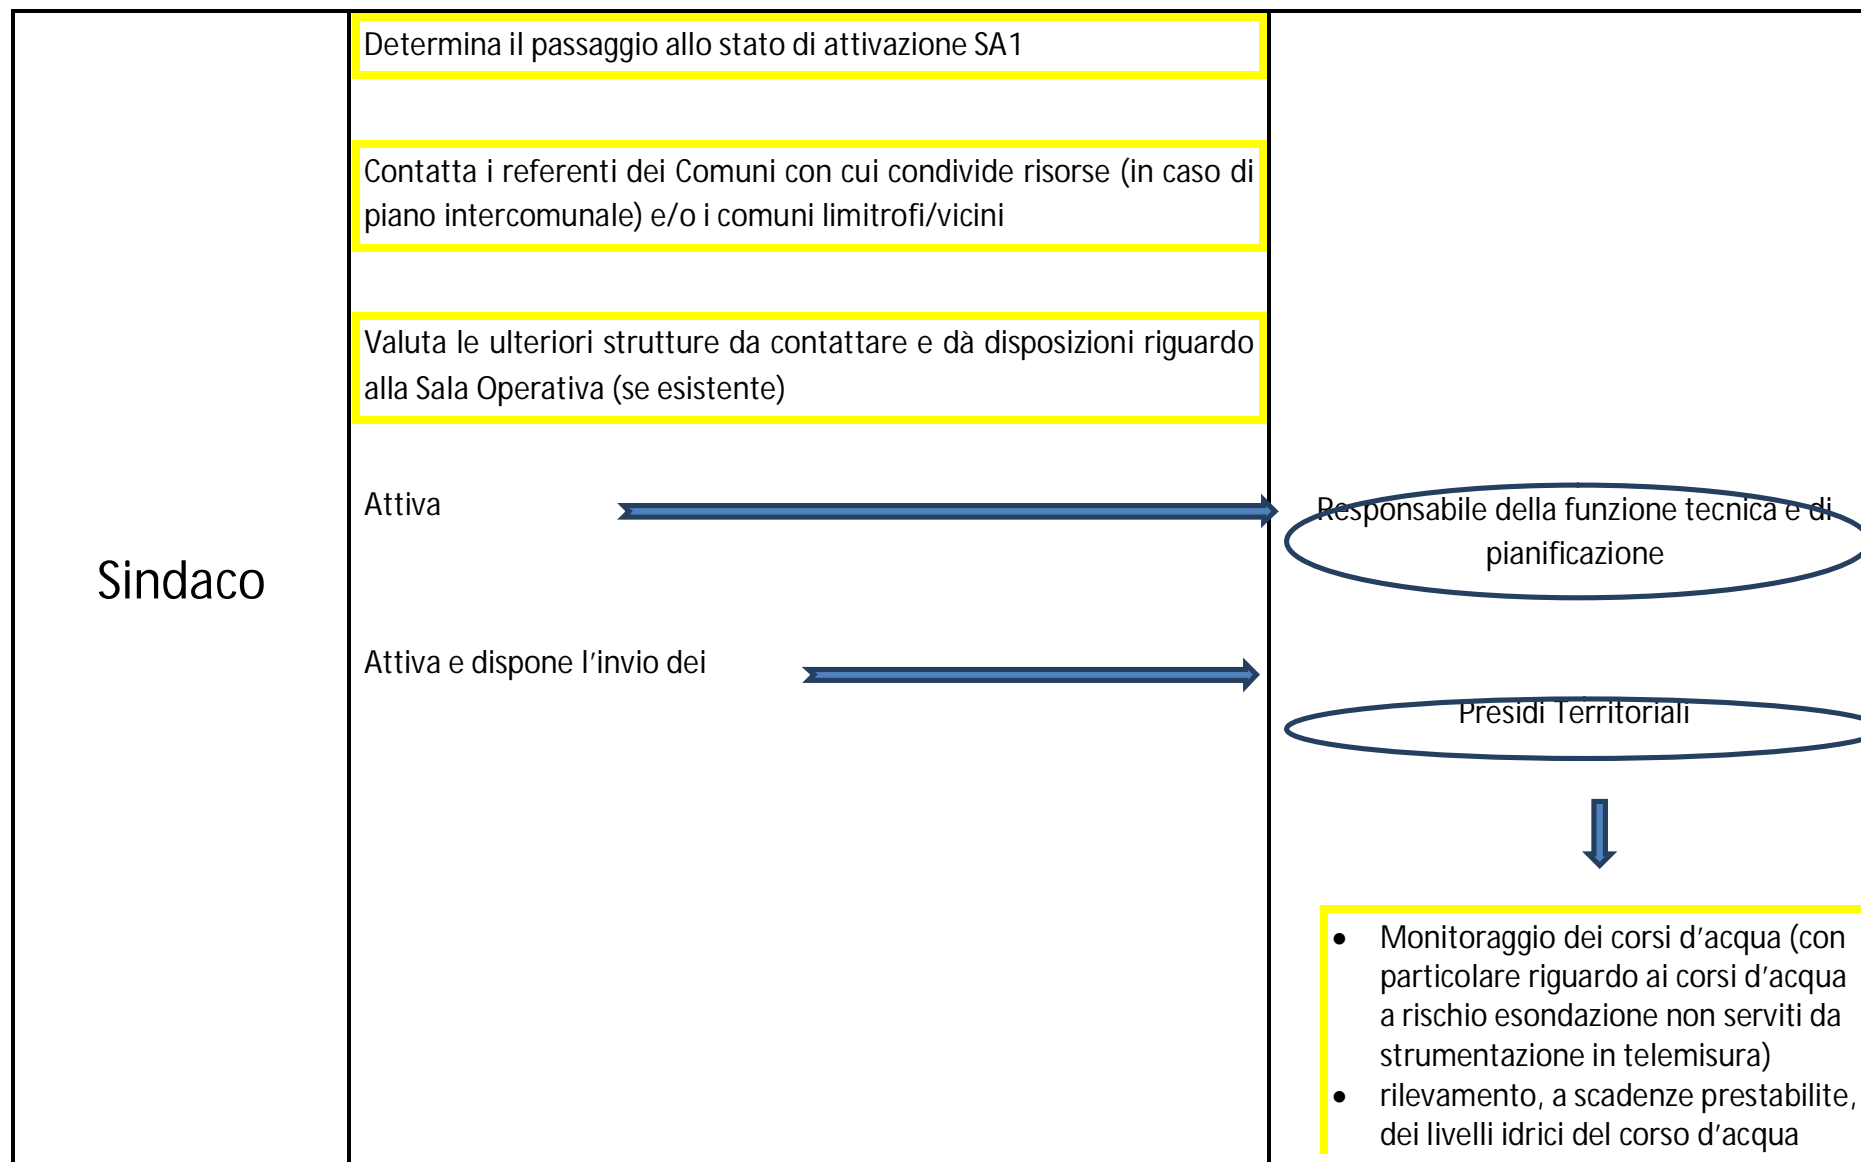 Determina il passaggio allo stato di attivazione SA1
Contatta i referenti dei Comuni con cui condivide risorse (in caso di
piano intercomunale) e/o i comuni limitrofi/vicini
Valuta le ulteriori strutture da contattare e dà disposizioni riguardo
alla Sala Operativa (se esistente)
Attiva
Responsabile della funzione tecnica e di
pianificazione
Sindaco
Attiva e dispone l’invio dei
Presidi Territoriali
• Monitoraggio dei corsi d’acqua (con
particolare riguardo ai corsi d’acqua
a rischio esondazione non serviti da
strumentazione in telemisura)
• rilevamento, a scadenze prestabilite,
dei livelli idrici del corso d’acqua